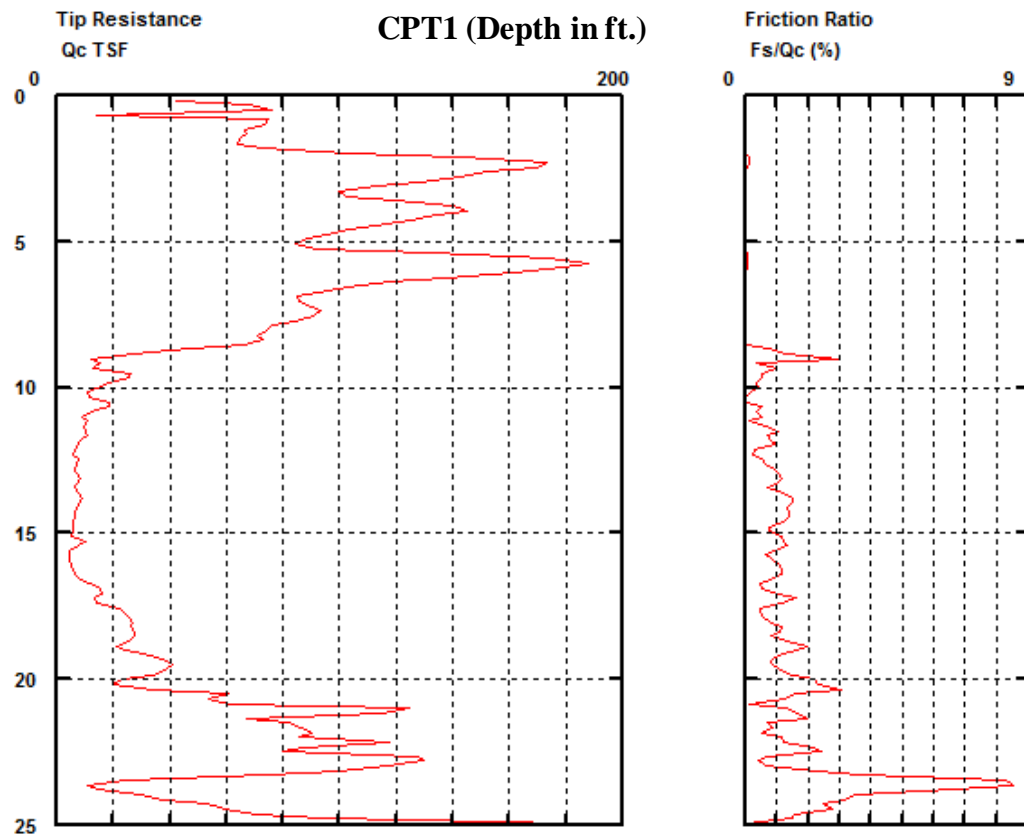 Tip Resistance
Qc TSF
CPT1 (Depth in ft.)
Friction Ratio
Fs/Qc (%)
0 200 0 9
0
5
10
15
20
25